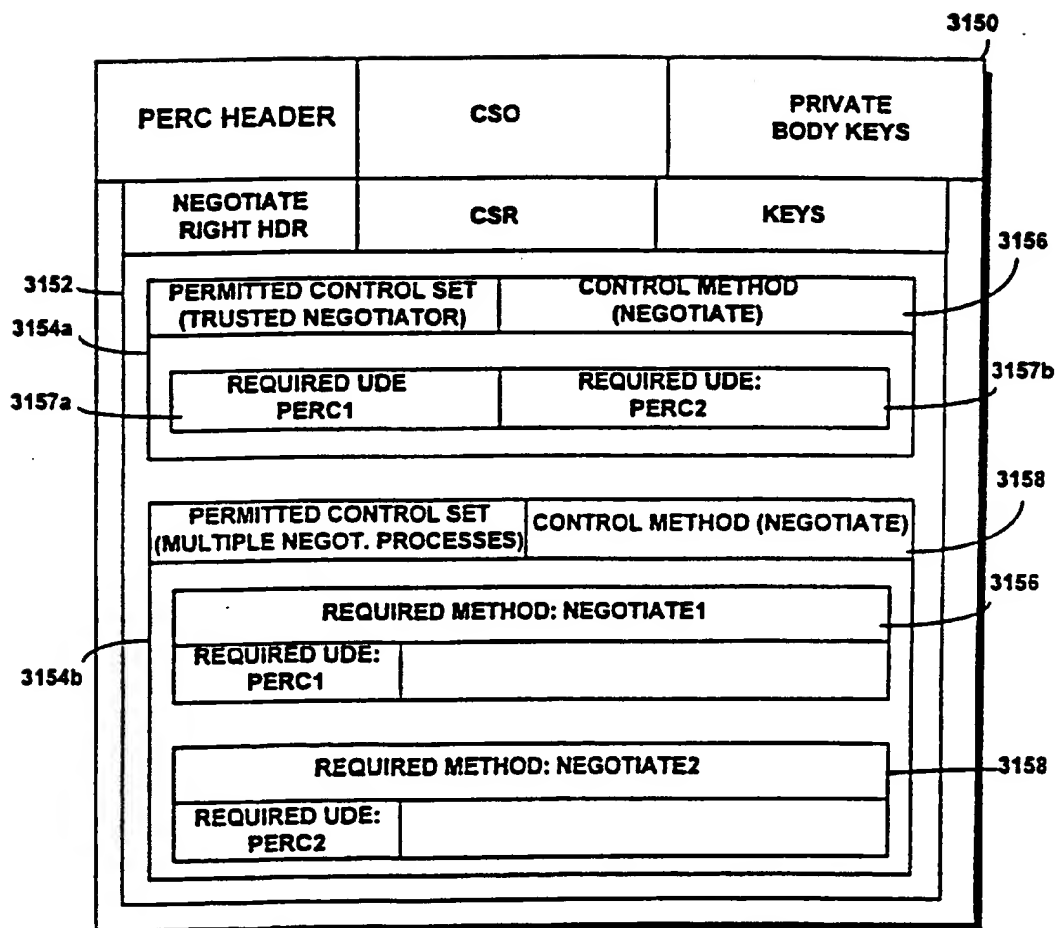 3150
PERC HEADER
CSO
PRIVATE
BODY KEYS
NEGOTIATE
RIGHT HDR
CSR
KEYS
3156
3152
PERMITTED CONTROL SET
(TRUSTED NEGOTIATOR)
CONTROL METHOD
(NEGOTIATE)
3154a
REQUIRED UDE
PERC1
REQUIRED UDE:
PERC2
3157b
3157a
3158
PERMITTED CONTROL SET
(MULTIPLE NEGOT. PROCESSES)
CONTROL METHOD (NEGOTIATE)
REQUIRED METHOD: NEGOTIATE1
3156
3154b
REQUIRED UDE:
PERC1
REQUIRED METHOD: NEGOTIATE2
3158
REQUIRED UDE:
PERC2